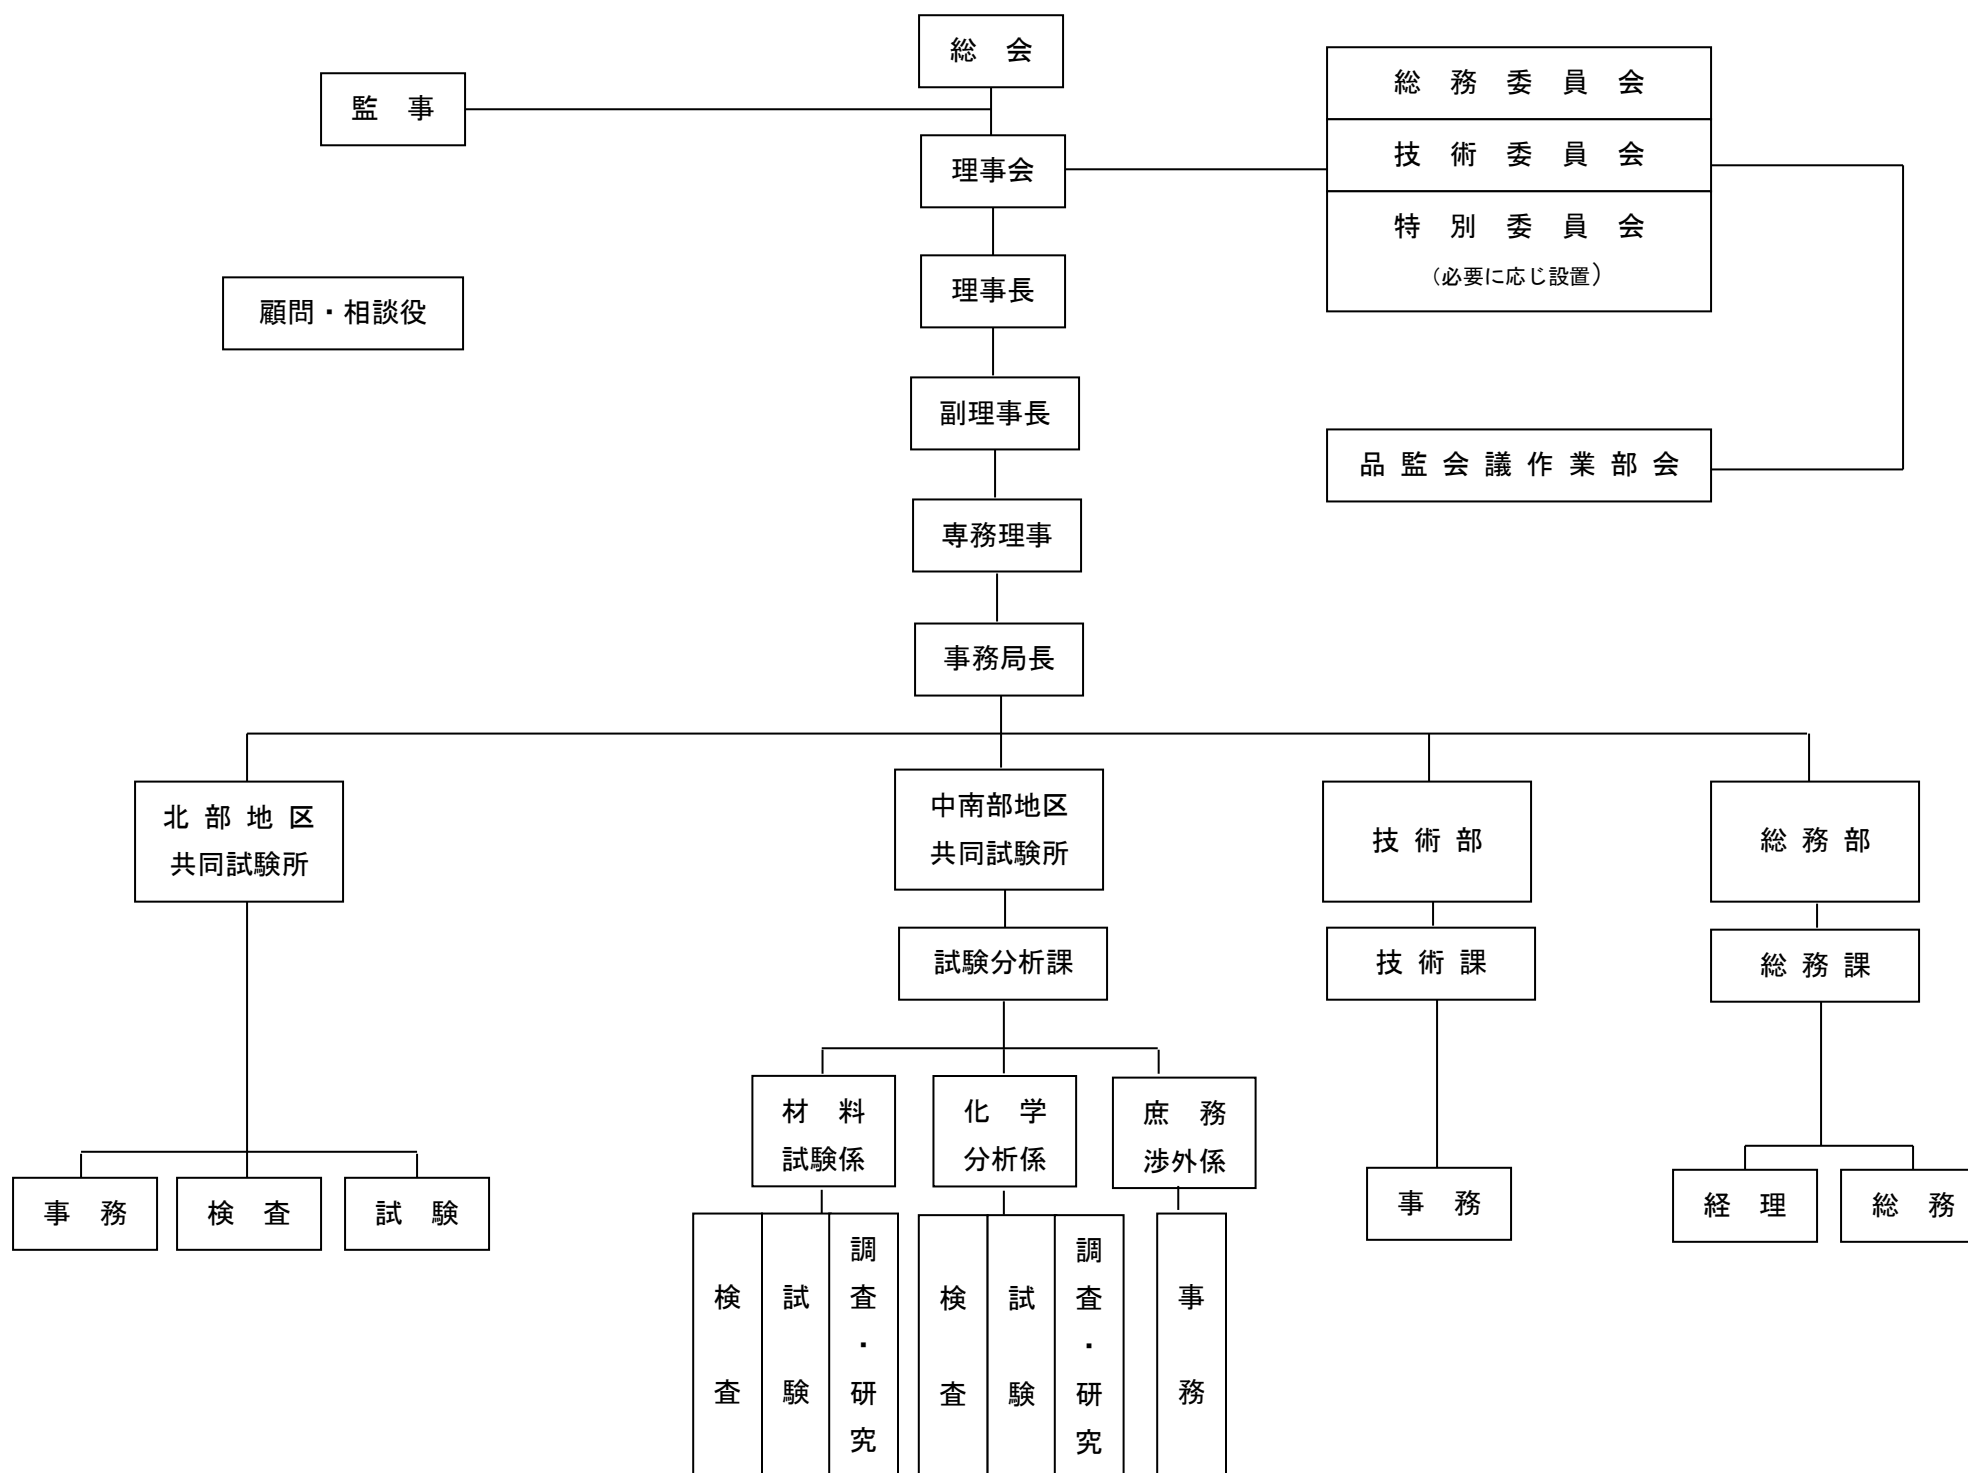 総　会
監　事
総　務　委　員　会
技　術　委　員　会
理事会
特　別　委　員　会
（必要に応じ設置）
理事長
顧問・相談役
副理事長
品 監 会 議 作 業 部 会
専務理事
事務局長
北 部 地 区
共同試験所
中南部地区
共同試験所
技 術 部
総 務 部
試験分析課
技 術 課
総 務 課
材　料
試験係
化　学
分析係
庶　務
渉外係
事　務
検　査
試　験
事　務
経　理
総　務
検　査
試　験
調査・研究
検　査
試　験
調査・研究
事　務